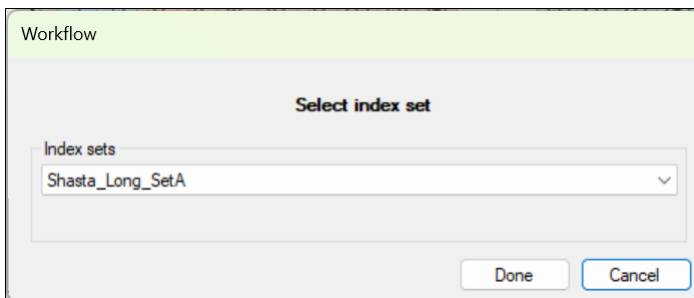 Workflow
Select index set
Index sets
Shasta_Long_SetA
Done Cancel